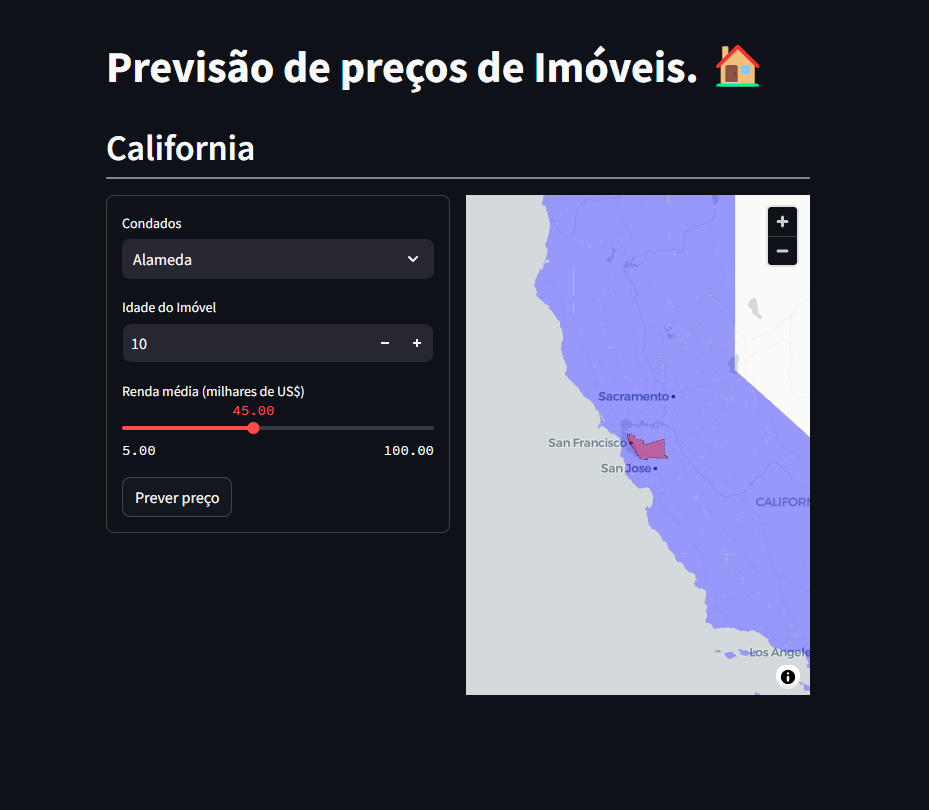 Previsão de preços de Imóveis. 🏠
California
Condados
Alameda
Idade do Imóvel
10
Renda média (milhares de US$)
45.00
5.00 100.00
Prever preço
Sacramento
San Francisco
San Jose
CALIFORN
Los Angele